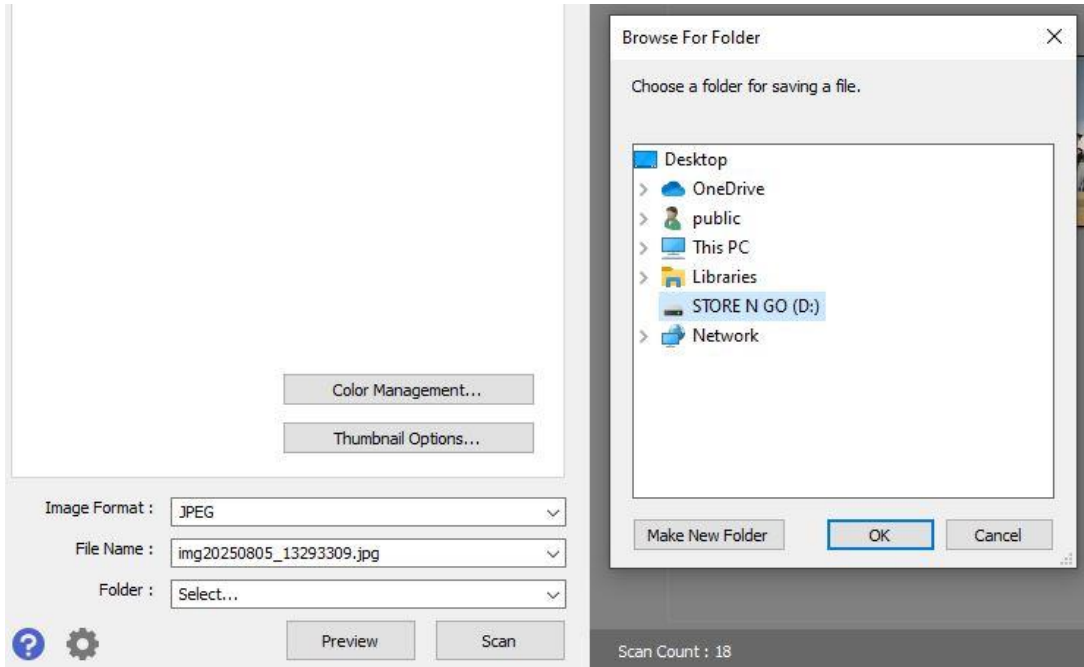 Color Management...
Thumbnail Options...
Image Format :
JPEG
File Name :
img20250805_13293309.jpg
Folder :
Select...
?
Preview
Scan
Browse For Folder
Choose a folder for saving a file.
Desktop
OneDrive
public
This PC
Libraries
STORE N GO (D:)
Network
Make New Folder
OK
Cancel
Scan Count : 18